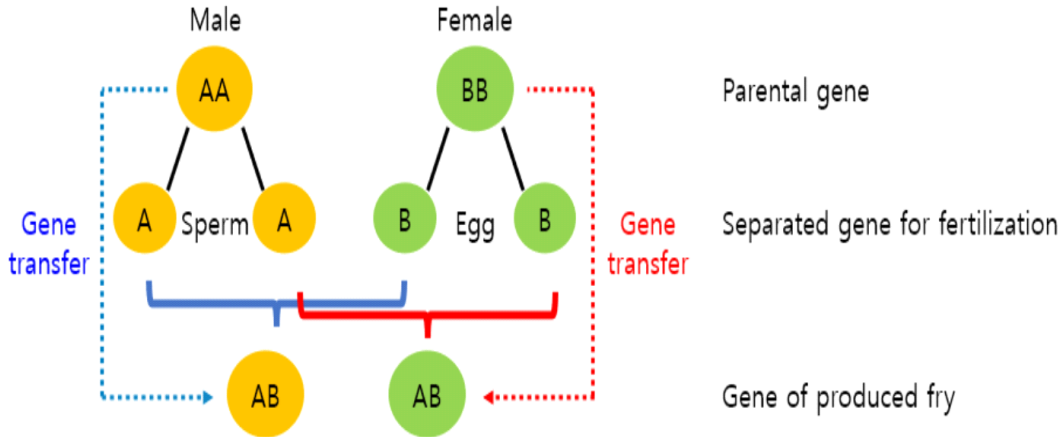 Male
Female
AA
BB
Parental gene
A
Sperm
A
B
Egg
B
Separated gene for fertilization
Gene
transfer
Gene
transfer
AB
AB
Gene of produced fry